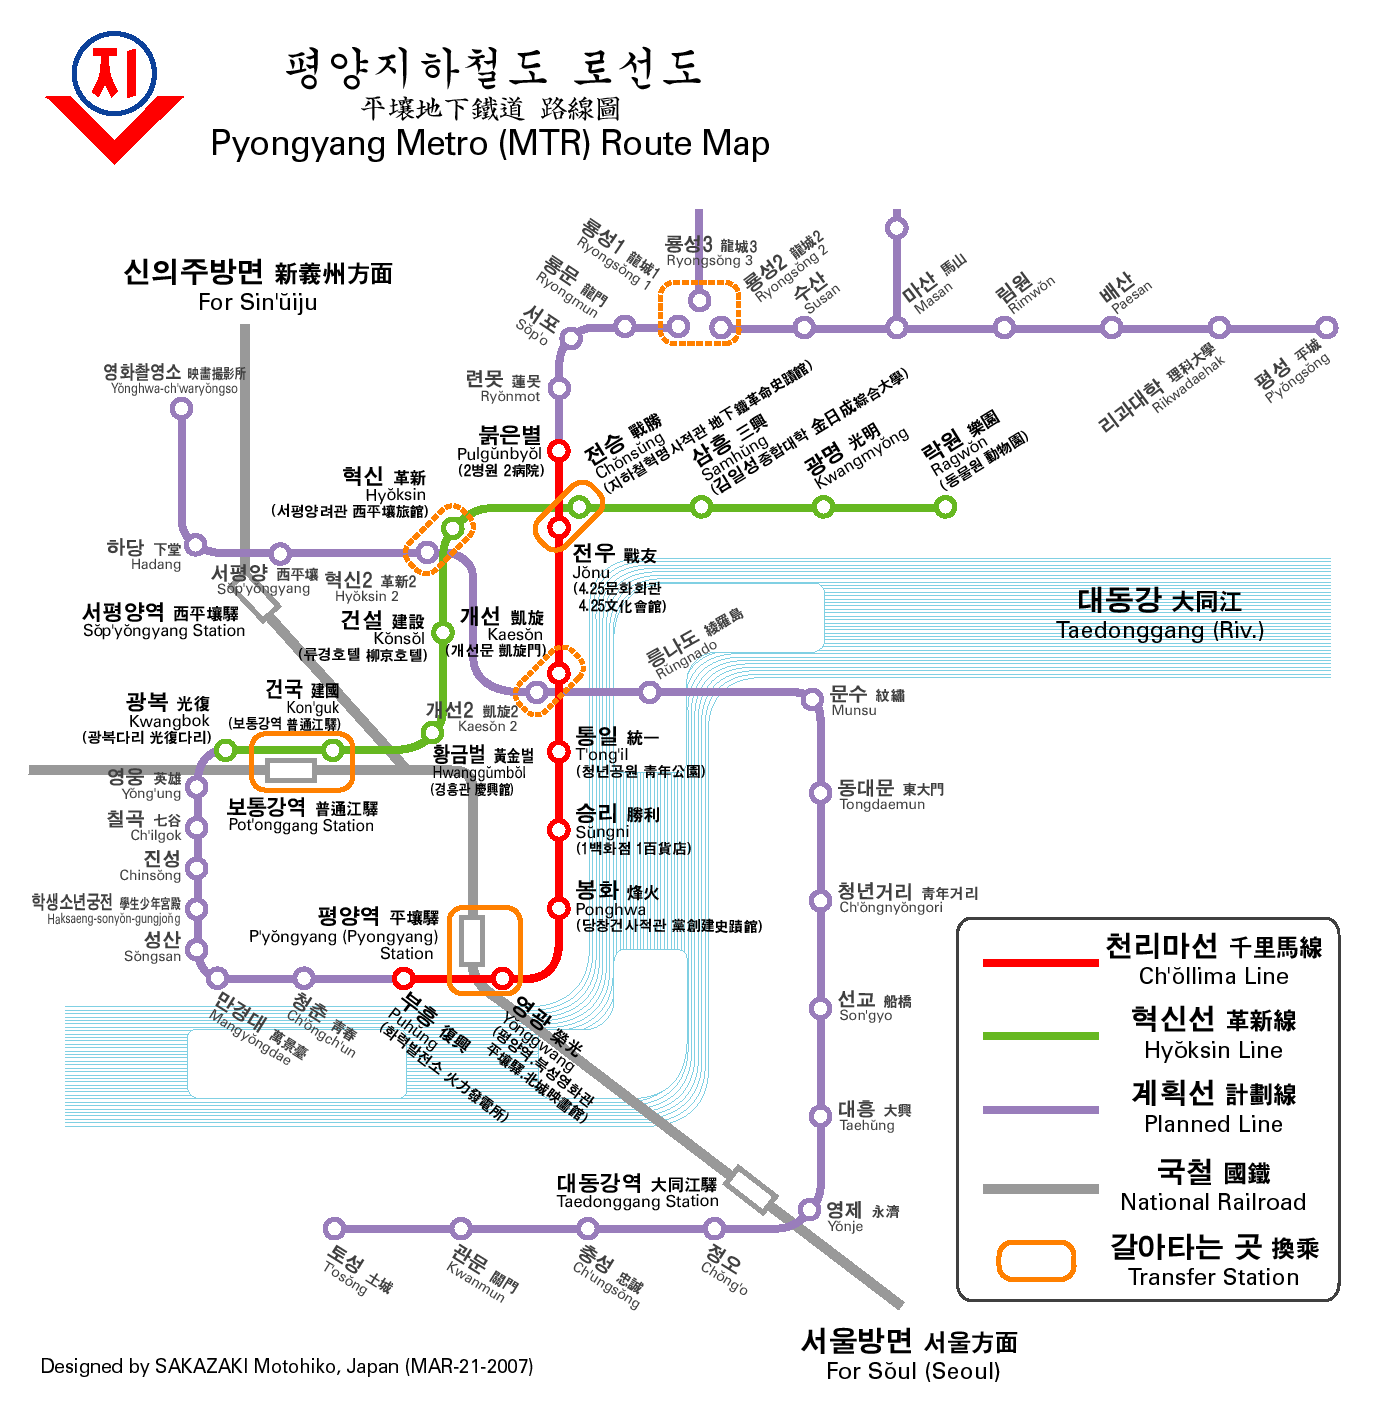 지
평양지하철도 로선도
平壤地下鐵道 路線圖
Pyongyang Metro (MTR) Route Map
신의주방면 新義州方面
For Sin'ŭiju
룡성1 龍城1
Ryongsŏng 1
룡성3 龍城3
Ryongsŏng 3
룡성2 龍城2
Ryongsŏng 2
룡문 龍門
Ryongmun
서포
Sŏp'o
수산
Susan
마산 馬山
Masan
림원
Rimwŏn
배산
Paesan
리과대학 理科大學
Rikwadaehak
평성 平城
Pyŏngsŏng
영화촬영소 映畵撮影所
Yŏnghwa-ch'waryŏngso
련못 蓮못
Ryŏnmot
붉은별
Pulgŭnbyŏl
(2병원 2病院)
전승 戰勝
Chŏnsŭng
(지하철혁명사적관 地下鐵革命史蹟館)
삼흥 三興
Samhŭng
(김일성종합대학 金日成綜合大學)
광명 光明
Kwangmyŏng
락원 樂園
Ragwŏn
(동물원 動物園)
혁신 革新
Hyŏksin
(서평양려관 西平壤旅館)
하당 下堂
Hadang
서평양 西平壤
Sŏp'yŏngyang
혁신2 革新2
Hyŏksin 2
전우 戰友
Jŏnu
(4.25문화회관
4.25文化會館)
서평양역 西平壤驛
Sŏp'yŏngyang Station
건설 建設
Kŏnsŏl
(류경호텔 柳京호텔)
개선 凱旋
Kaesŏn
(개선문 凱旋門)
릉나도 綾羅島
Rŭngnado
대동강 大同江
Taedonggang (Riv.)
광복 光復
Kwangbok
(광복다리 光復다리)
건국 建國
Kon'guk
(보통강역 普通江驛)
개선2 凱旋2
Kaesŏn 2
문수 紋繡
Munsu
황금벌 黃金벌
Hwanggŭmbŏl
(경흥관 慶興館)
통일 統一
T'ong'il
(청년공원 靑年公園)
영웅 英雄
Yŏng'ung
칠곡 七谷
Ch'ilgok
진성
Chinsŏng
학생소년궁전 學生少年宮殿
Haksaeng-sonyŏn-gungjoňg
성산
Sŏngsan
보통강역 普通江驛
Pot'onggang Station
승리 勝利
Sŭngni
(1백화점 1百貨店)
동대문 東大門
Tongdaemun
봉화 烽火
Ponghwa
(당창건사적관 黨創建史蹟館)
청년거리 靑年거리
Ch'ŏngnyŏngori
평양역 平壤驛
P'yŏngyang (Pyongyang)
Station
만경대 萬景臺
Mangyŏngdae
청춘 靑春
Ch'ŏngch'un
부흥 復興
Puhŭng
(화력발전소 火力發電所)
영광 榮光
Yŏnggwang
(평양역.북성영화관
平壤驛.北城映畵館)
선교 船橋
Son'gyo
대흥 大興
Taehŭng
대동강역 大同江驛
Taedonggang Station
영제 永濟
Yŏnje
토성 土城
T'osŏng
관문 關門
Kwanmun
충성 忠誠
Ch'ungsŏng
정오
Chŏng'o
천리마선 千里馬線
Ch'ŏllima Line
혁신선 革新線
Hyŏksin Line
계획선 計劃線
Planned Line
국철 國鐵
National Railroad
갈아타는 곳 換乘
Transfer Station
서울방면 서울方面
For Sŏul (Seoul)
Designed by SAKAZAKI Motohiko, Japan (MAR-21-2007)